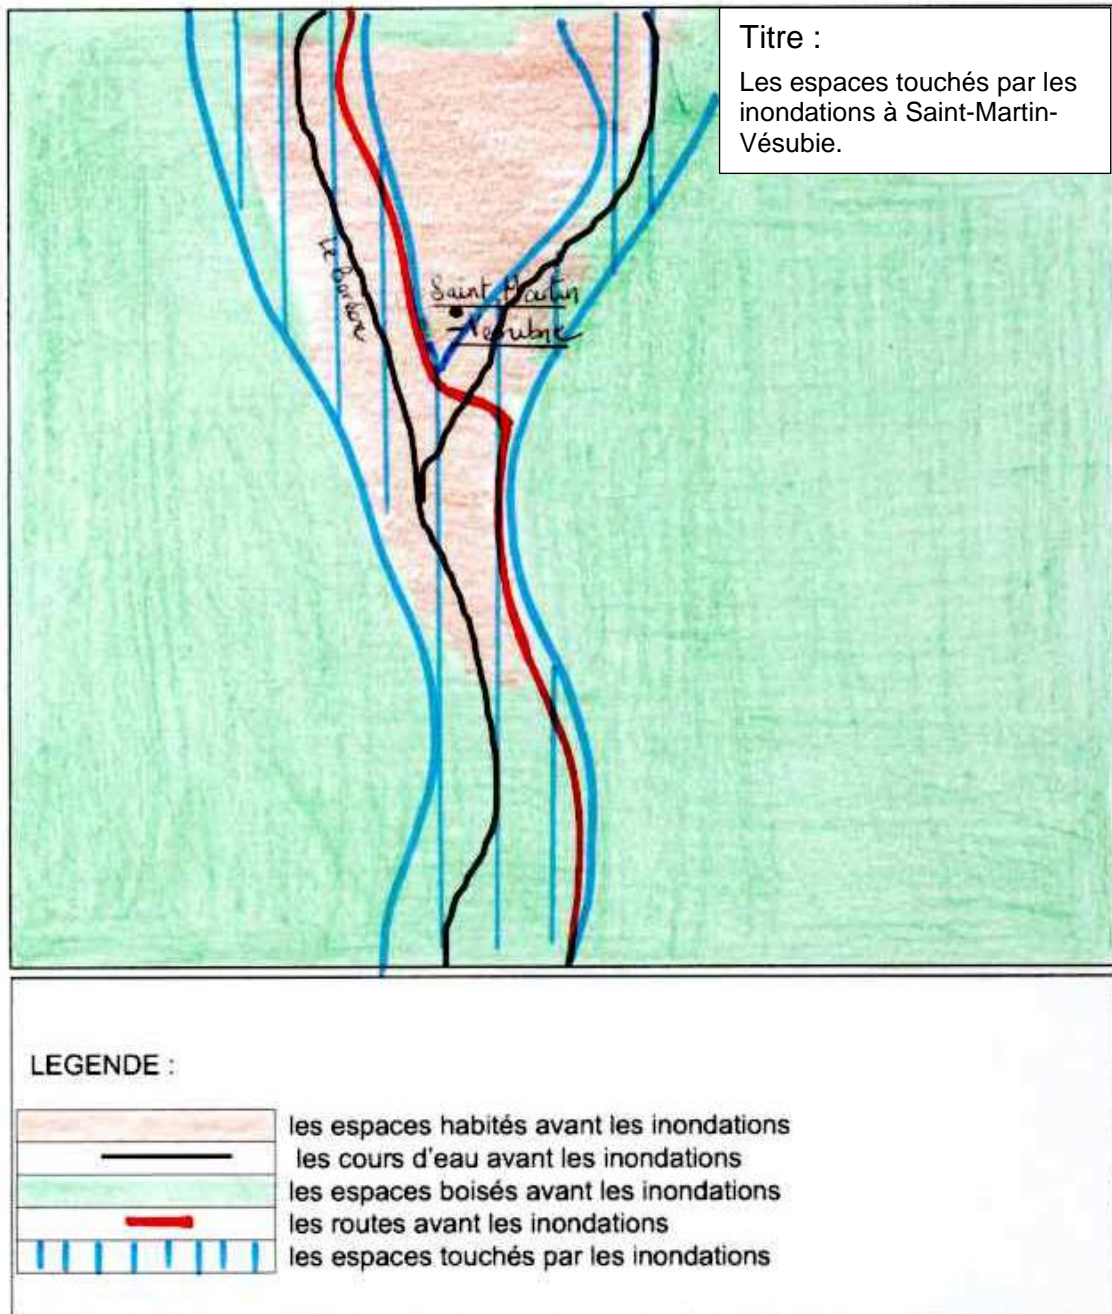 Titre :
Les espaces touchés par les
inondations à Saint-Martin-
Vésubie.
Le
Saint-Martin
-Vesubie
LEGENDE :
les espaces habités avant les inondations
les cours d'eau avant les inondations
les espaces boisés avant les inondations
les routes avant les inondations
les espaces touchés par les inondations